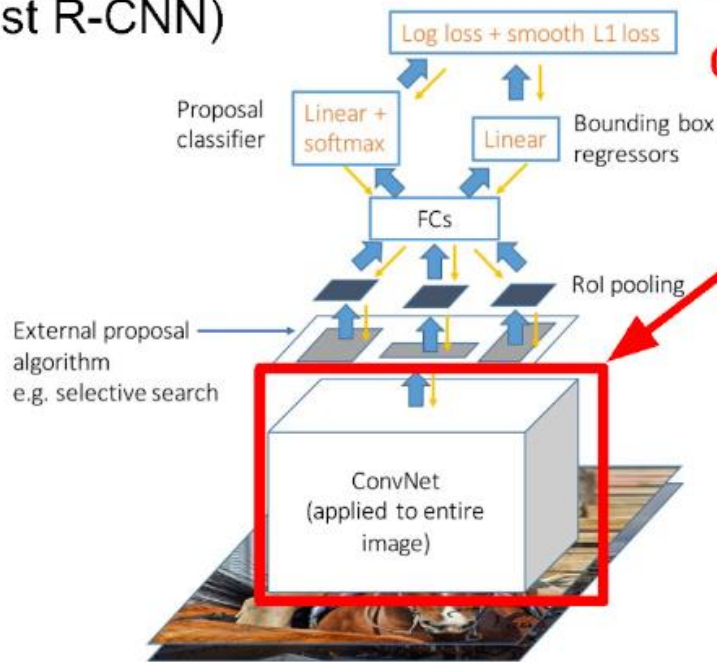 st R-CNN)
Log loss + smooth L1 loss
Proposal
classifier
Linear +
softmax
Linear
Bounding box
regressors
FCs
RoI pooling
External proposal
algorithm
e.g. selective search
ConvNet
(applied to entire
image)